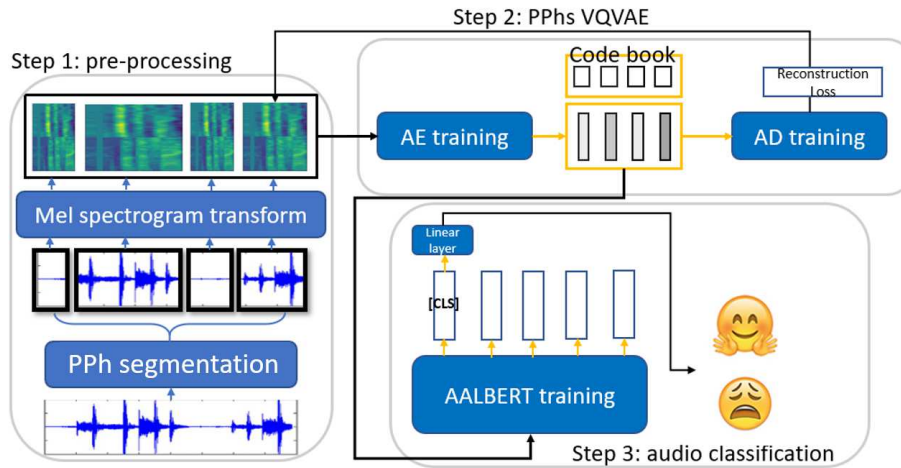 Step 2: PPhs VQVAE
Step 1: pre-processing
Code book
Reconstruction
Loss
AE training
AD training
Mel spectrogram transform
Linear
layer
[CLS]
PPh segmentation
AALBERT training
Step 3: audio classification